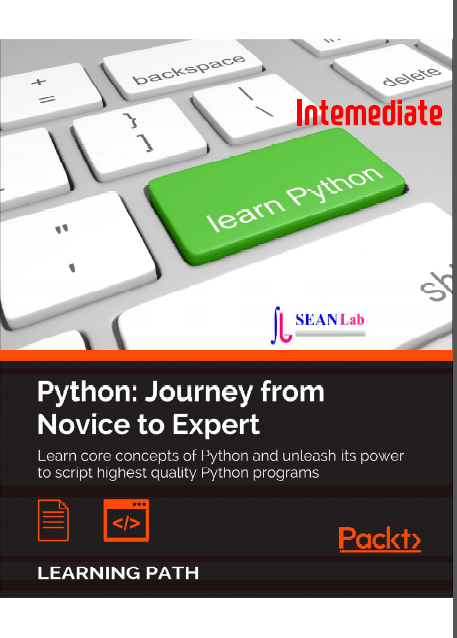 +
=
backspace
delete
}
]
|
\
Intemediate
learn Python
"
'
sh
SEAN Lab
Python: Journey from
Novice to Expert
Learn core concepts of Python and unleash its power
to script highest quality Python programs
</>
Packt>
LEARNING PATH